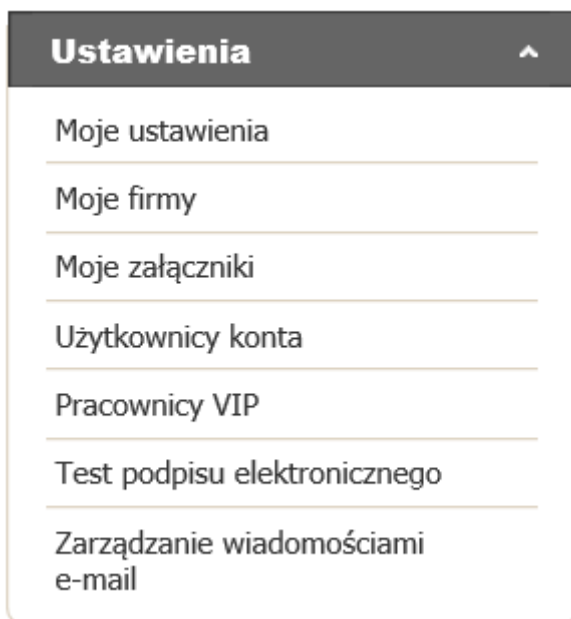 Ustawienia
Moje ustawienia
Moje firmy
Moje załączniki
Użytkownicy konta
Pracownicy VIP
Test podpisu elektronicznego
Zarządzanie wiadomościami
e-mail